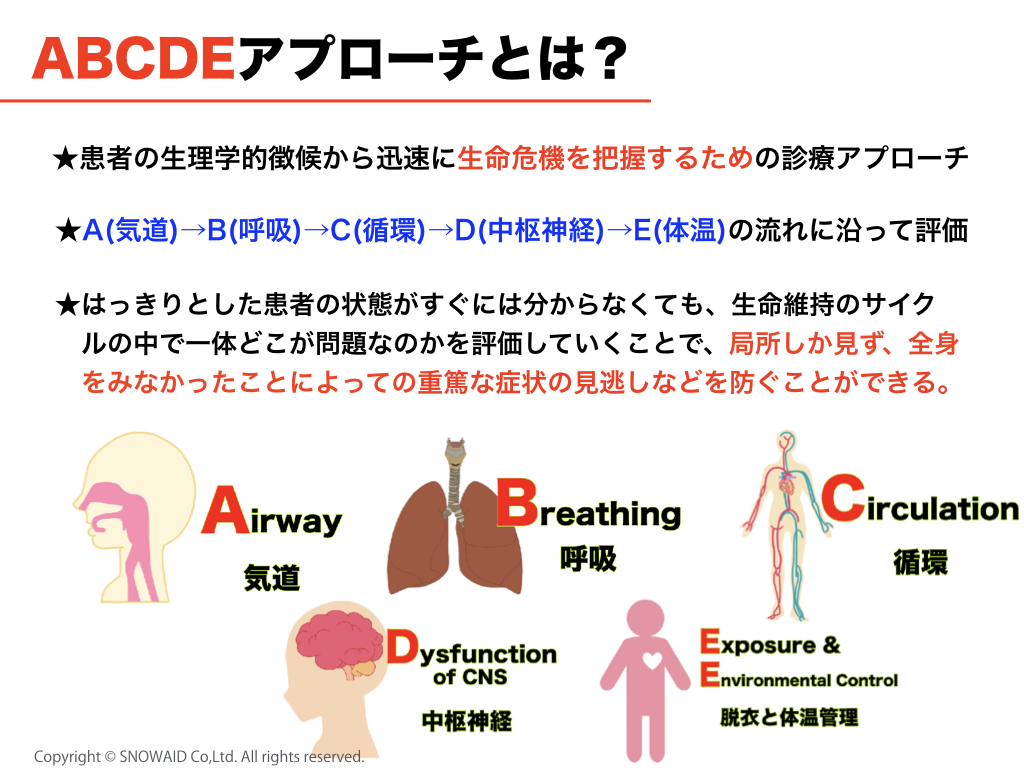 ABCDEアプローチとは？
★患者の生理学的徴候から迅速に生命危機を把握するための診療アプローチ
★A(気道)→B(呼吸)→C(循環)→D(中枢神経)→E(体温)の流れに沿って評価
★はっきりとした患者の状態がすぐには分からなくても、生命維持のサイク
ルの中で一体どこが問題なのかを評価していくことで、局所しか見ず、全身
をみなかったことによっての重篤な症状の見逃しなどを防ぐことができる。
Airway
気道
Breathing
呼吸
Circulation
循環
Dysfunction
of CNS
中枢神経
Exposure &
Environmental Control
脱衣と体温管理
Copyright © SNOWAID Co,Ltd. All rights reserved.